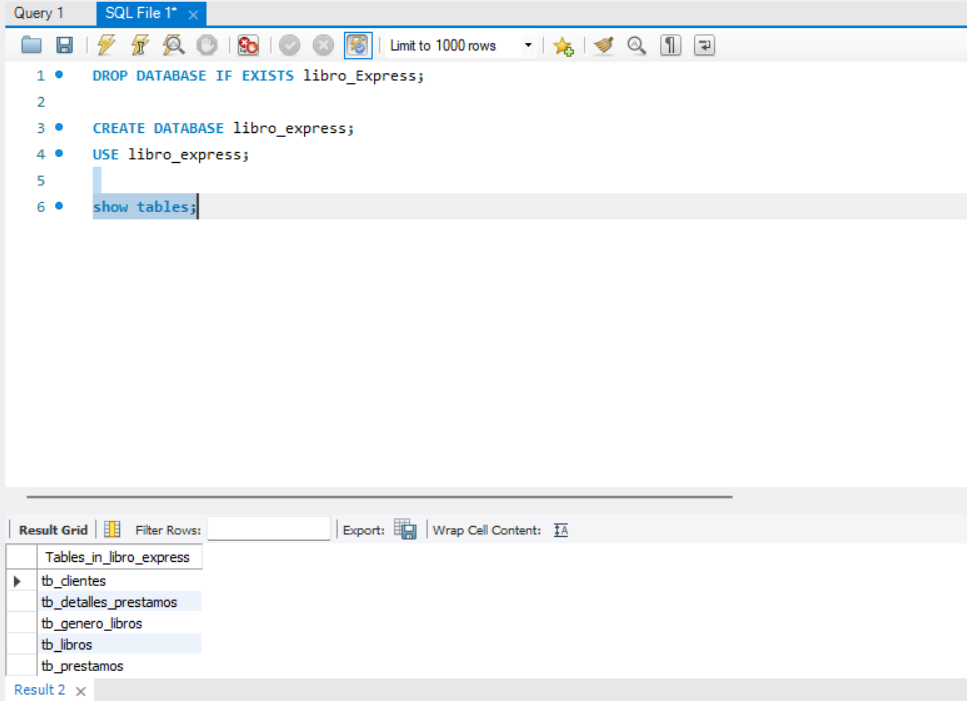 Query 1 SQL File 1*
Limit to 1000 rows
1 DROP DATABASE IF EXISTS libro_Express;
2
3 CREATE DATABASE libro_express;
4 USE libro_express;
5
6 show tables;
Result Grid Filter Rows: Export: Wrap Cell Content:
Tables_in_libro_express
tb_clientes
tb_detalles_prestamos
tb_genero_libros
tb_libros
tb_prestamos
Result 2